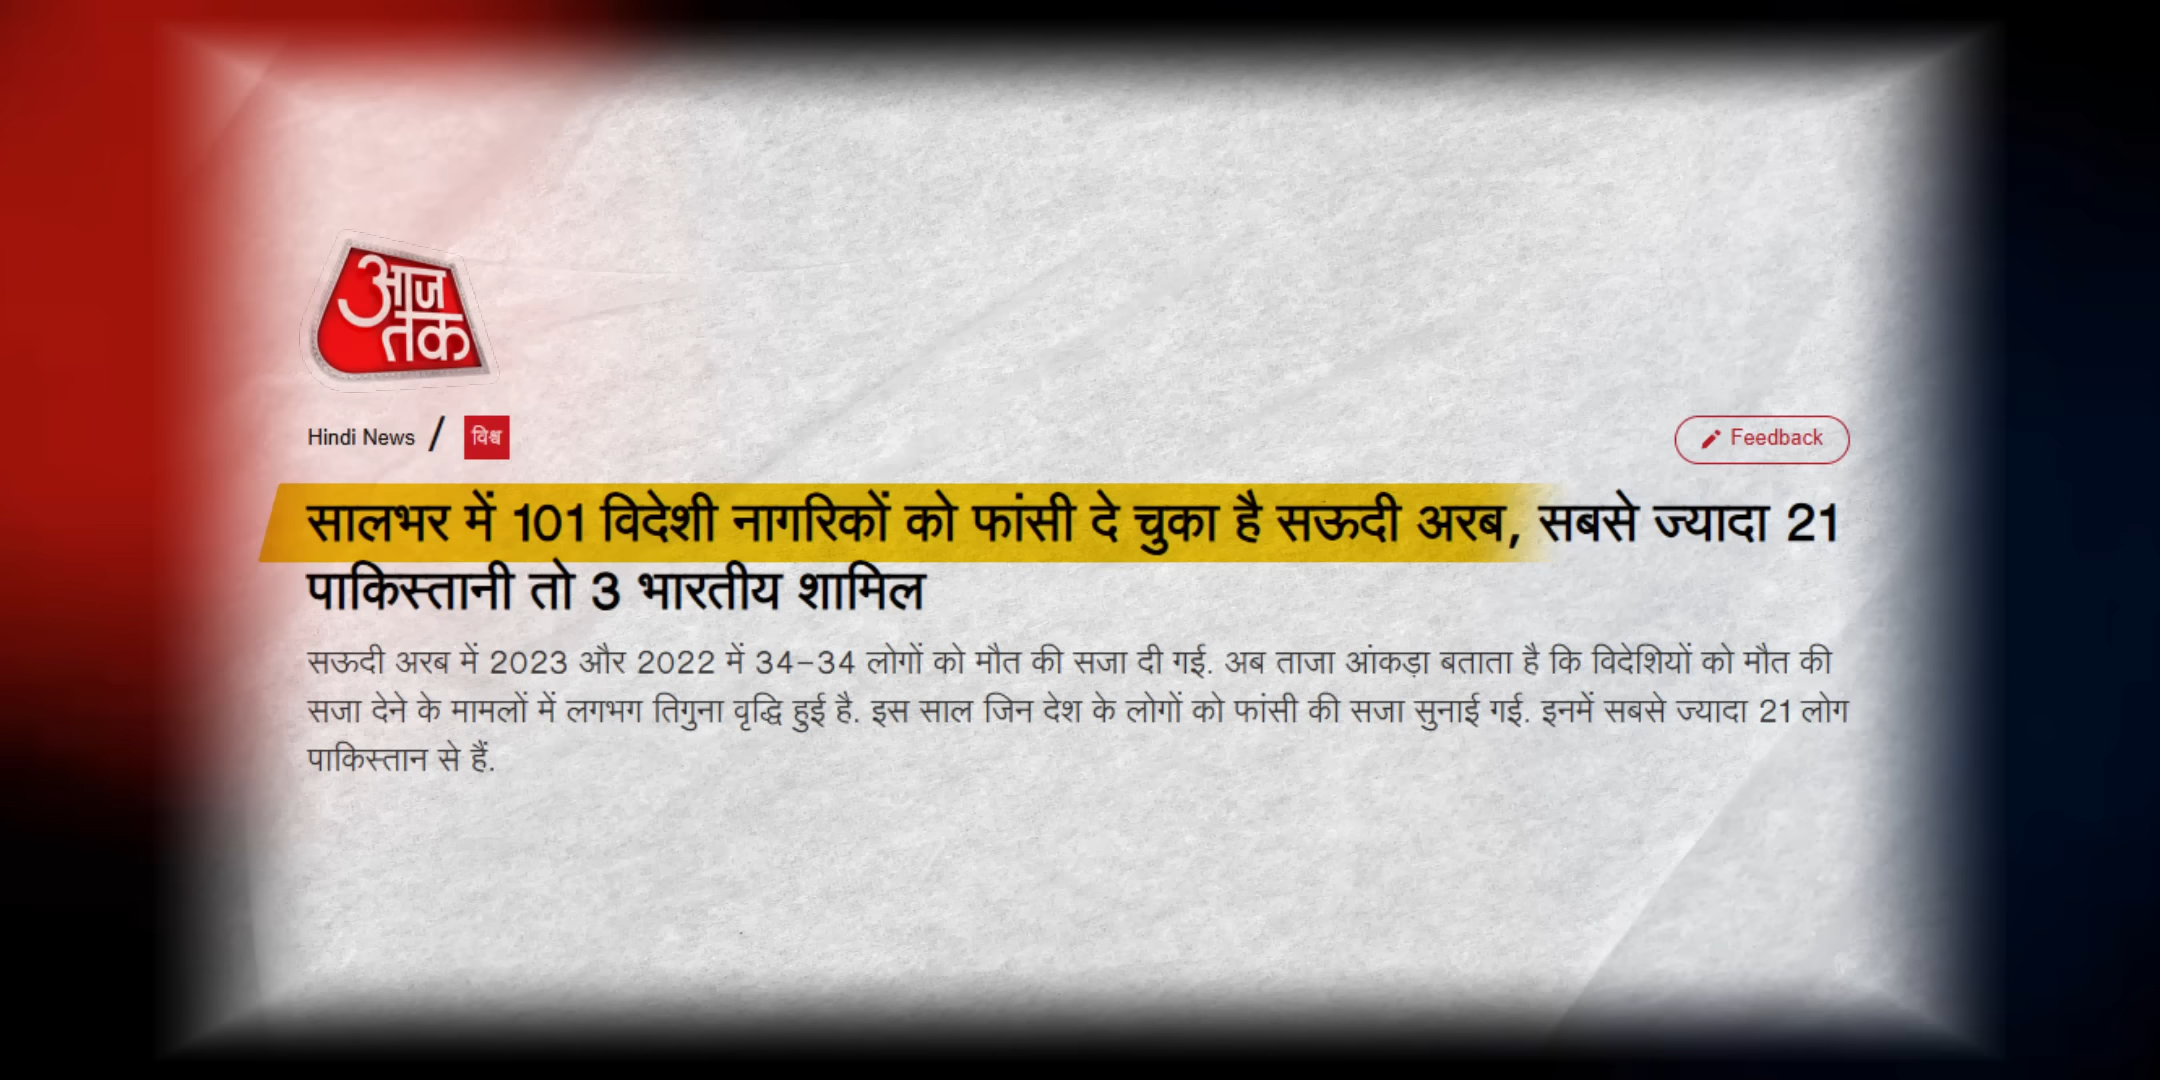 आज
तक
Hindi News / विश्व
Feedback
सालभर में 101 विदेशी नागरिकों को फांसी दे चुका है सऊदी अरब, सबसे ज्यादा 21
पाकिस्तानी तो 3 भारतीय शामिल
सऊदी अरब में 2023 और 2022 में 34-34 लोगों को मौत की सजा दी गई. अब ताजा आंकड़ा बताता है कि विदेशियों को मौत की
सजा देने के मामलों में लगभग तिगुना वृद्धि हुई है. इस साल जिन देश के लोगों को फांसी की सजा सुनाई गई. इनमें सबसे ज्यादा 21 लोग
पाकिस्तान से हैं.